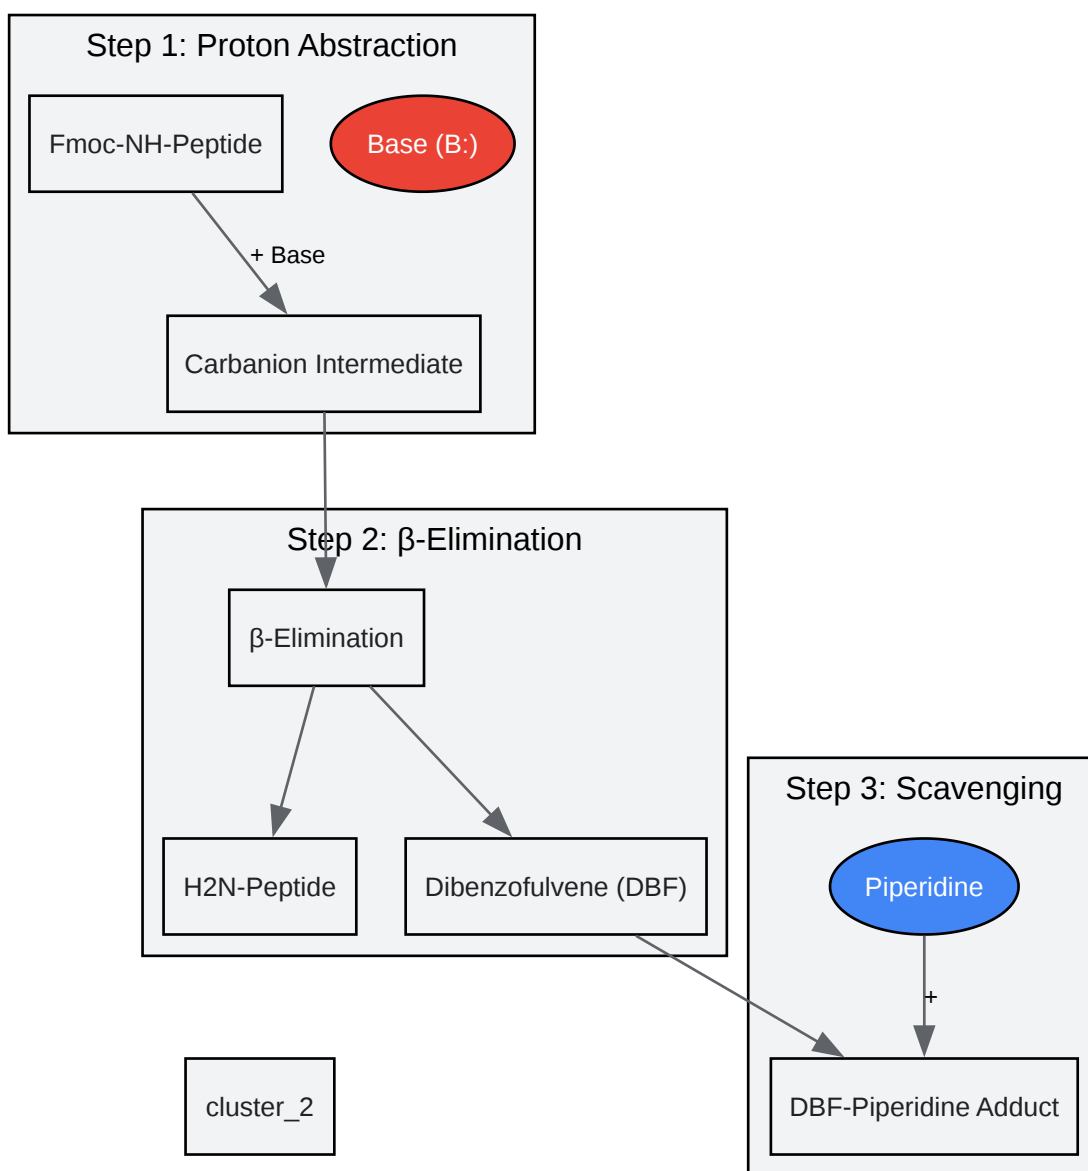 Step 1: Proton Abstraction
Fmoc-NH-Peptide
Base (B:)
+ Base
Carbanion Intermediate
Step 2: β-Elimination
β-Elimination
H2N-Peptide
Dibenzofulvene (DBF)
Step 3: Scavenging
Piperidine
+
DBF-Piperidine Adduct
cluster_2